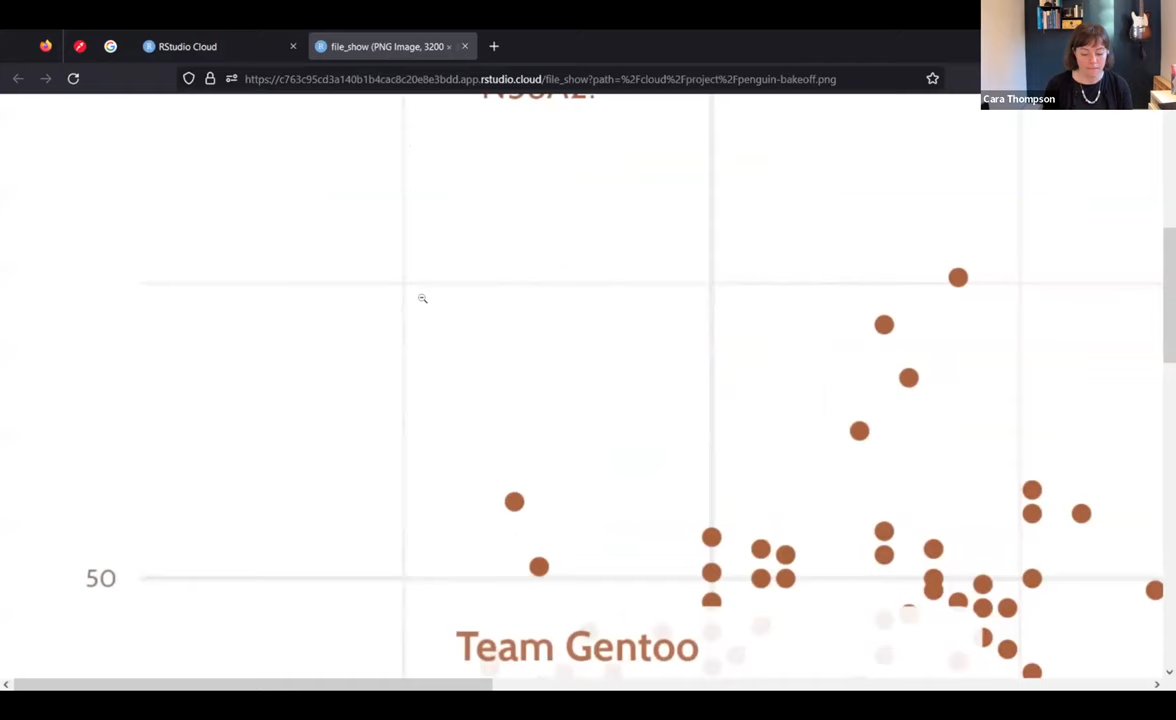 RStudio Cloud
file_show (PNG Image, 3200 ×
https://c763c95cd3a140b1b4cac8c20e8e3bdd.app.rstudio.cloud/file_show?path=%2Fcloud%2Fproject%2Fpenguin-bakeoff.png
Cara Thompson
50
Team Gentoo